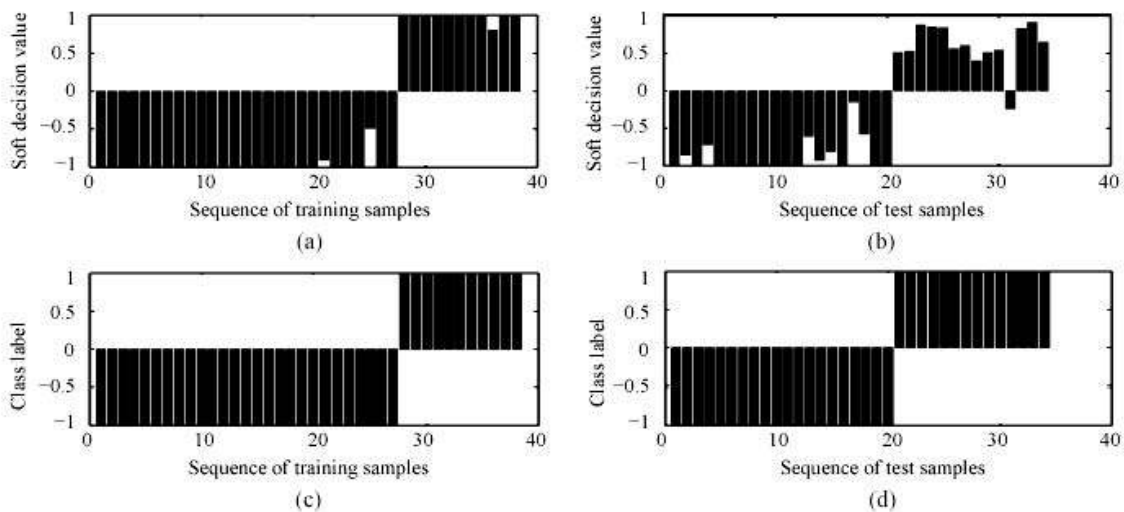 1
0.5
0
−0.5
−1
Soft decision value
0 10 20 30 40
Sequence of training samples
(a)
1
0.5
0
−0.5
−1
Soft decision value
0 10 20 30 40
Sequence of test samples
(b)
1
0.5
0
−0.5
−1
Class label
0 10 20 30 40
Sequence of training samples
(c)
1
0.5
0
−0.5
−1
Class label
0 10 20 30 40
Sequence of test samples
(d)